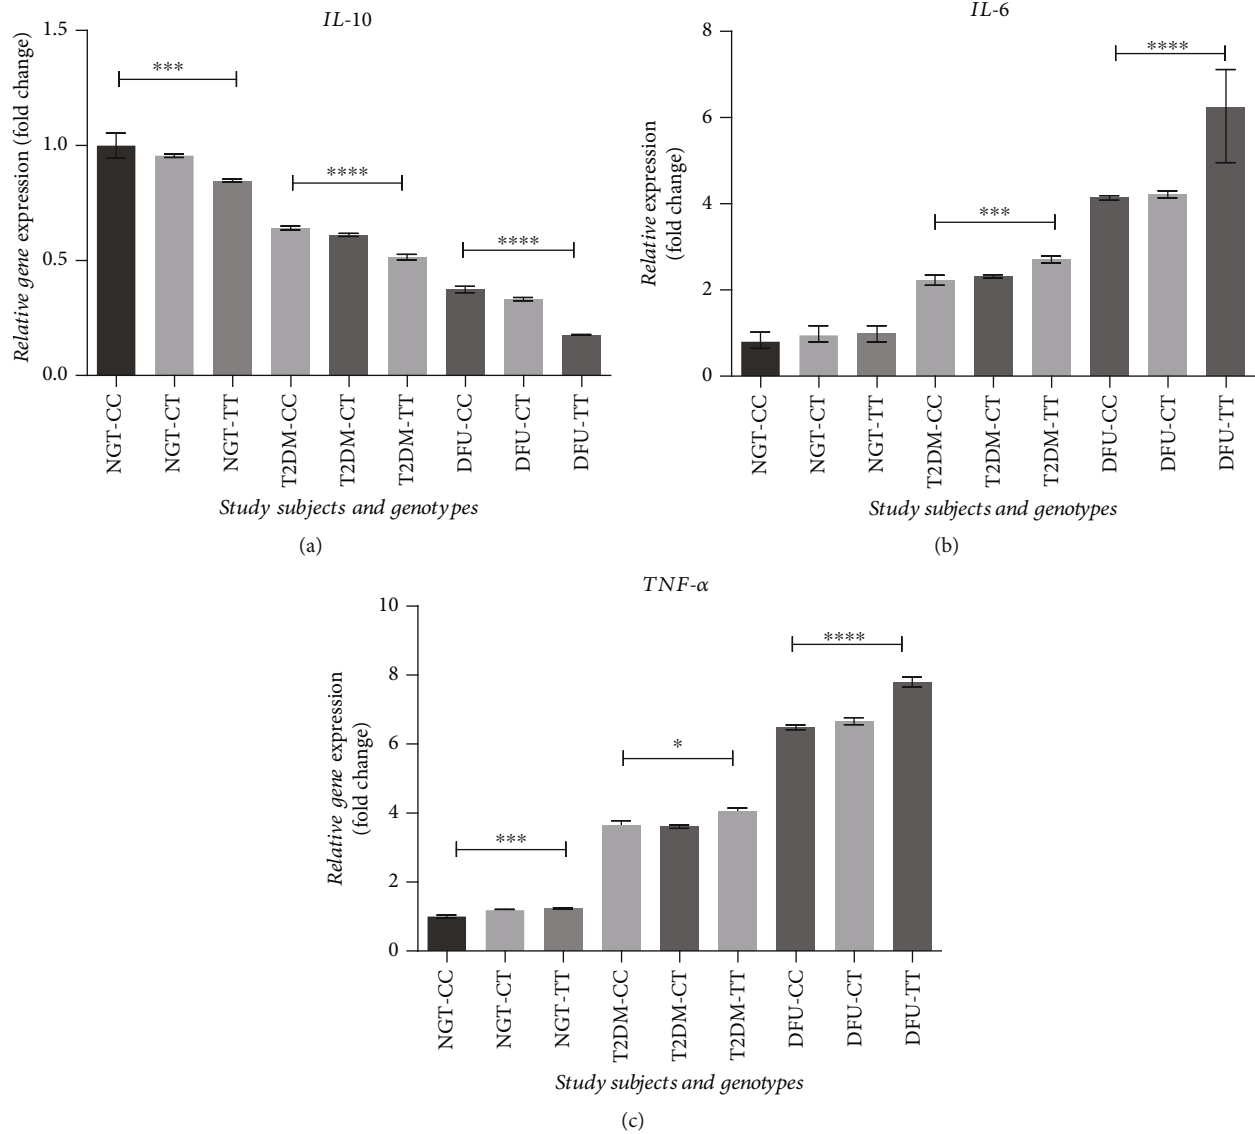 IL-10
Relative gene expression (fold change)
1.5
1.0
0.5
0.0
***
****
****
NGT-CC
NGT-CT
NGT-TT
T2DM-CC
T2DM-CT
T2DM-TT
DFU-CC
DFU-CT
DFU-TT
Study subjects and genotypes
(a)
IL-6
Relative expression
(fold change)
8
6
4
2
0
***
****
NGT-CC
NGT-CT
NGT-TT
T2DM-CC
T2DM-CT
T2DM-TT
DFU-CC
DFU-CT
DFU-TT
Study subjects and genotypes
(b)
TNF-α
Relative gene expression
(fold change)
10
8
6
4
2
0
***
*
****
NGT-CC
NGT-CT
NGT-TT
T2DM-CC
T2DM-CT
T2DM-TT
DFU-CC
DFU-CT
DFU-TT
Study subjects and genotypes
(c)